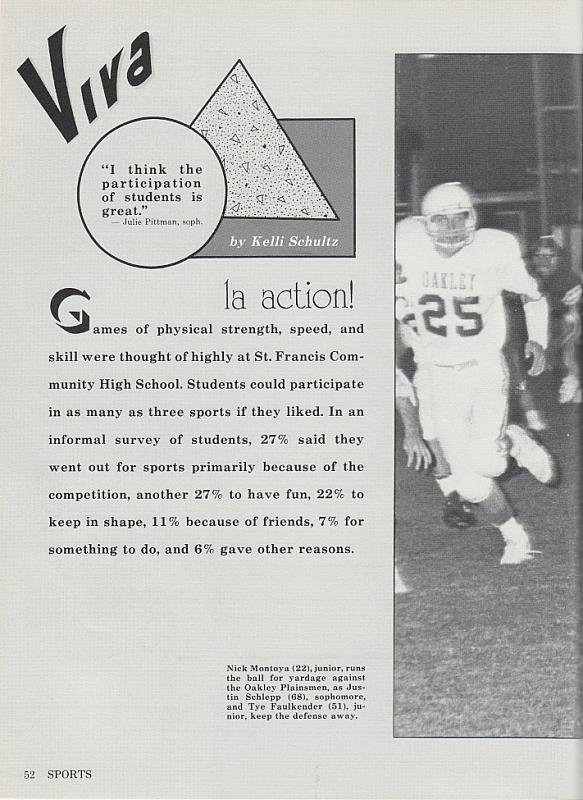 Viva
"I think the
participation
of students is
great."
— Julie Pittman, soph.
by Kelli Schultz
la action!
Games of physical strength, speed, and
skill were thought of highly at St. Francis Com-
munity High School. Students could participate
in as many as three sports if they liked. In an
informal survey of students, 27% said they
went out for sports primarily because of the
competition, another 27% to have fun, 22% to
keep in shape, 11% because of friends, 7% for
something to do, and 6% gave other reasons.
OAKLEY
25
Nick Montoya (22), junior, runs
the ball for yardage against
the Oakley Plainsmen, as Jus-
tin Schlepp (68), sophomore,
and Tye Faulkender (51), ju-
nior, keep the defense away.
52 SPORTS